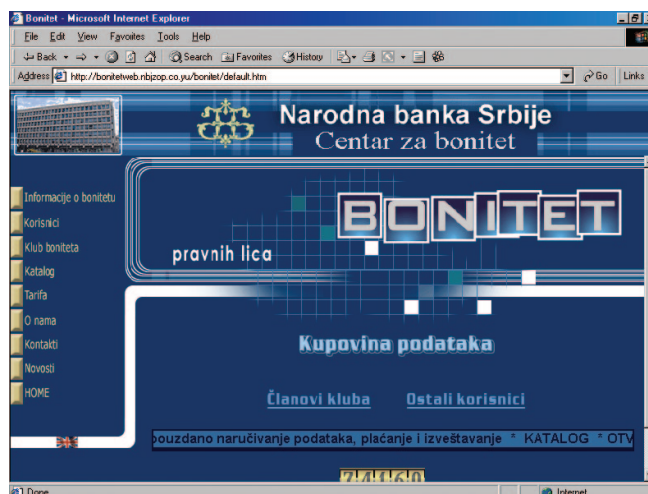 Bonitet - Microsoft Internet Explorer
File Edit View Favorites Tools Help
Back Search Favorites History
Address http://bonitetweb.nbjzop.co.yu/bonitet/default.htm Go Links
Narodna banka Srbije
Centar za bonitet
Informacije o bonitetu
Korisnici
Klub boniteta
Katalog
Tarifa
O nama
Kontakti
Novosti
HOME
BONITET
pravnih lica
Kupovina podataka
Članovi kluba Ostali korisnici
pouzdano naručivanje podataka, plaćanje i izveštavanje * KATALOG * OTV
74160
Done Internet